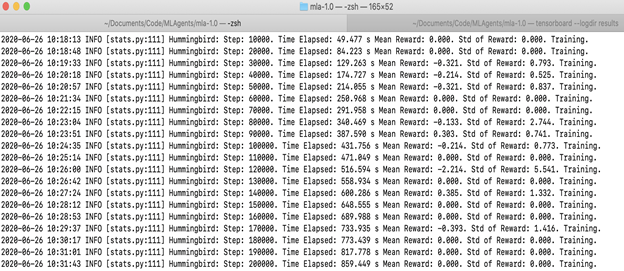 mla-1.0 — -zsh — 165×52
~/Documents/Code/MLAgents/mla-1.0 — -zsh
~/Documents/Code/MLAgents/mla-1.0 — tensorboard --logdir results
2020-06-26 10:18:13 INFO [stats.py:111] Hummingbird: Step: 10000. Time Elapsed: 49.477 s Mean Reward: 0.000. Std of Reward: 0.000. Training.
2020-06-26 10:18:48 INFO [stats.py:111] Hummingbird: Step: 20000. Time Elapsed: 84.223 s Mean Reward: 0.000. Std of Reward: 0.000. Training.
2020-06-26 10:19:33 INFO [stats.py:111] Hummingbird: Step: 30000. Time Elapsed: 129.263 s Mean Reward: -0.321. Std of Reward: 0.793. Training.
2020-06-26 10:20:18 INFO [stats.py:111] Hummingbird: Step: 40000. Time Elapsed: 174.727 s Mean Reward: -0.214. Std of Reward: 0.525. Training.
2020-06-26 10:20:57 INFO [stats.py:111] Hummingbird: Step: 50000. Time Elapsed: 214.055 s Mean Reward: -0.321. Std of Reward: 0.837. Training.
2020-06-26 10:21:34 INFO [stats.py:111] Hummingbird: Step: 60000. Time Elapsed: 250.968 s Mean Reward: 0.000. Std of Reward: 0.000. Training.
2020-06-26 10:22:15 INFO [stats.py:111] Hummingbird: Step: 70000. Time Elapsed: 291.958 s Mean Reward: 0.000. Std of Reward: 0.000. Training.
2020-06-26 10:23:04 INFO [stats.py:111] Hummingbird: Step: 80000. Time Elapsed: 340.469 s Mean Reward: -0.133. Std of Reward: 2.744. Training.
2020-06-26 10:23:51 INFO [stats.py:111] Hummingbird: Step: 90000. Time Elapsed: 387.590 s Mean Reward: 0.303. Std of Reward: 0.741. Training.
2020-06-26 10:24:35 INFO [stats.py:111] Hummingbird: Step: 100000. Time Elapsed: 431.756 s Mean Reward: -0.214. Std of Reward: 0.773. Training.
2020-06-26 10:25:14 INFO [stats.py:111] Hummingbird: Step: 110000. Time Elapsed: 471.049 s Mean Reward: 0.000. Std of Reward: 0.000. Training.
2020-06-26 10:26:00 INFO [stats.py:111] Hummingbird: Step: 120000. Time Elapsed: 516.594 s Mean Reward: -2.214. Std of Reward: 5.541. Training.
2020-06-26 10:26:42 INFO [stats.py:111] Hummingbird: Step: 130000. Time Elapsed: 558.934 s Mean Reward: 0.000. Std of Reward: 0.000. Training.
2020-06-26 10:27:24 INFO [stats.py:111] Hummingbird: Step: 140000. Time Elapsed: 600.286 s Mean Reward: 0.385. Std of Reward: 1.332. Training.
2020-06-26 10:28:12 INFO [stats.py:111] Hummingbird: Step: 150000. Time Elapsed: 648.555 s Mean Reward: 0.000. Std of Reward: 0.000. Training.
2020-06-26 10:28:53 INFO [stats.py:111] Hummingbird: Step: 160000. Time Elapsed: 689.988 s Mean Reward: 0.000. Std of Reward: 0.000. Training.
2020-06-26 10:29:37 INFO [stats.py:111] Hummingbird: Step: 170000. Time Elapsed: 733.935 s Mean Reward: -0.393. Std of Reward: 1.416. Training.
2020-06-26 10:30:17 INFO [stats.py:111] Hummingbird: Step: 180000. Time Elapsed: 773.439 s Mean Reward: 0.000. Std of Reward: 0.000. Training.
2020-06-26 10:31:01 INFO [stats.py:111] Hummingbird: Step: 190000. Time Elapsed: 817.778 s Mean Reward: 0.000. Std of Reward: 0.000. Training.
2020-06-26 10:31:43 INFO [stats.py:111] Hummingbird: Step: 200000. Time Elapsed: 859.449 s Mean Reward: 0.000. Std of Reward: 0.000. Training.